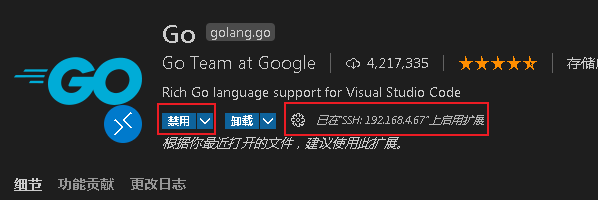 GO
Go golang.go
Go Team at Google 4,217,335 存储
Rich Go language support for Visual Studio Code
禁用 卸载 已在"SSH: 192.168.4.67"上启用扩展
根据你最近打开的文件，建议使用此扩展。
细节 功能贡献 更改日志